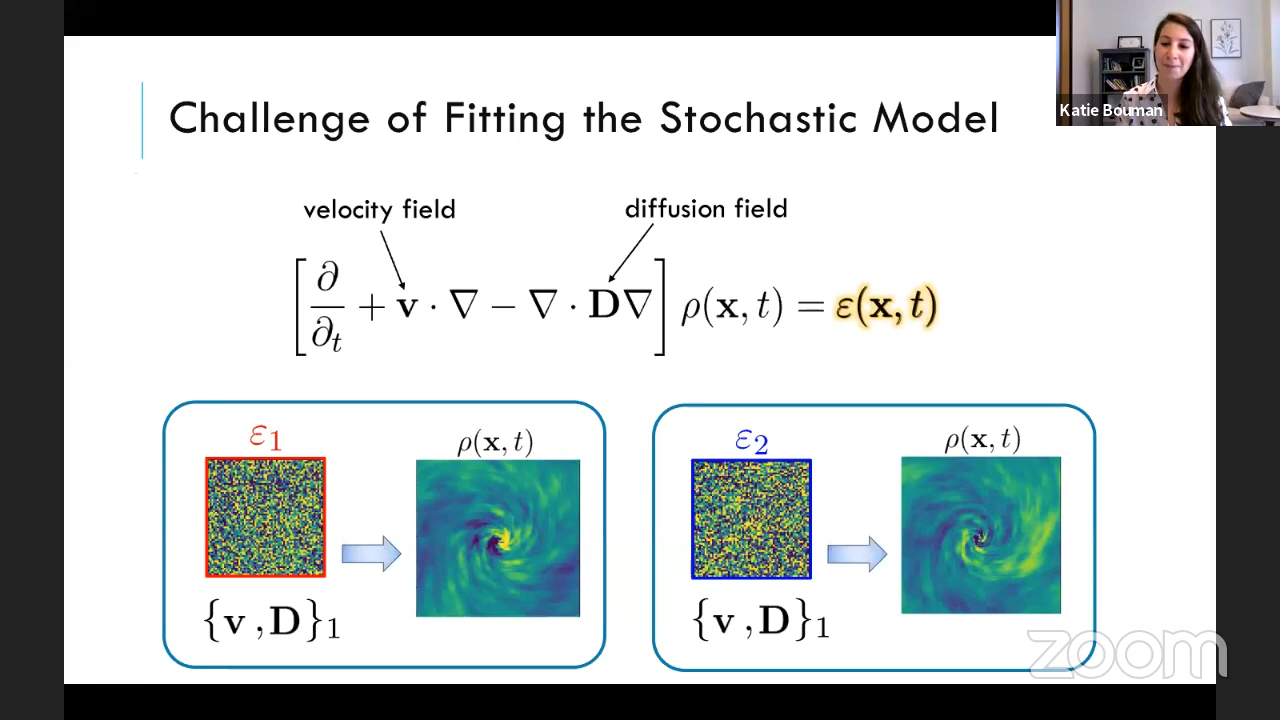 Challenge of Fitting the Stochastic Model
Katie Bouman
velocity field
diffusion field
[∂/∂ₜ + v · ∇ − ∇ · D∇] ρ(x, t) = ε(x, t)
ε₁
ρ(x, t)
{v ,D}₁
ε₂
ρ(x, t)
{v ,D}₁
zoom